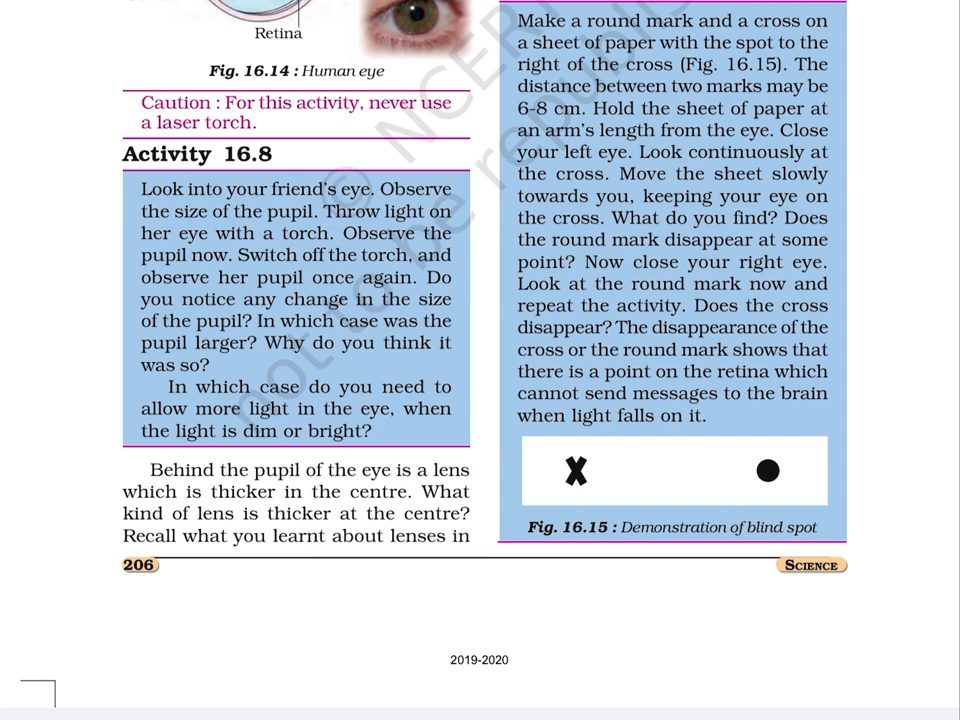 Retina
Fig. 16.14 : Human eye
Caution : For this activity, never use
a laser torch.
Activity 16.8
Look into your friend's eye. Observe
the size of the pupil. Throw light on
her eye with a torch. Observe the
pupil now. Switch off the torch, and
observe her pupil once again. Do
you notice any change in the size
of the pupil? In which case was the
pupil larger? Why do you think it
was so?
In which case do you need to
allow more light in the eye, when
the light is dim or bright?
Behind the pupil of the eye is a lens
which is thicker in the centre. What
kind of lens is thicker at the centre?
Recall what you learnt about lenses in
Make a round mark and a cross on
a sheet of paper with the spot to the
right of the cross (Fig. 16.15). The
distance between two marks may be
6-8 cm. Hold the sheet of paper at
an arm's length from the eye. Close
your left eye. Look continuously at
the cross. Move the sheet slowly
towards you, keeping your eye on
the cross. What do you find? Does
the round mark disappear at some
point? Now close your right eye.
Look at the round mark now and
repeat the activity. Does the cross
disappear? The disappearance of the
cross or the round mark shows that
there is a point on the retina which
cannot send messages to the brain
when light falls on it.
Fig. 16.15 : Demonstration of blind spot
206
SCIENCE
2019-2020
© NCERT
not to be republi